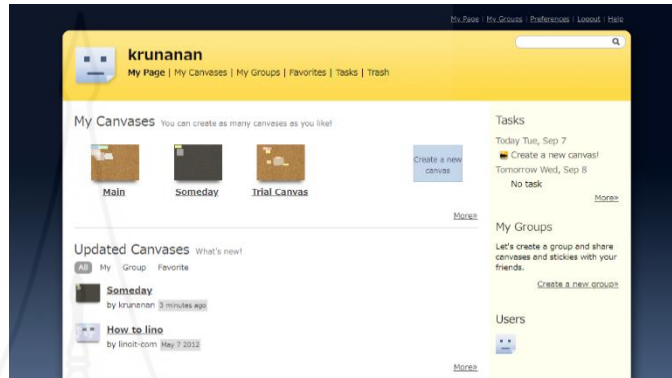 My Page | My Groups | Preferences | Logout | Help
krunanan
My Page | My Canvases | My Groups | Favorites | Tasks | Trash
My Canvases You can create as many canvases as you like!
Main
Someday
Trial Canvas
Create a new
canvas
More»
Updated Canvases What's new!
All My Group Favorite
Someday
by krunanan 3 minutes ago
How to lino
by linoit-com May 7 2012
More»
Tasks
Today Tue, Sep 7
Create a new canvas!
Tomorrow Wed, Sep 8
No task
More»
My Groups
Let's create a group and share
canvases and stickies with your
friends.
Create a new group»
Users